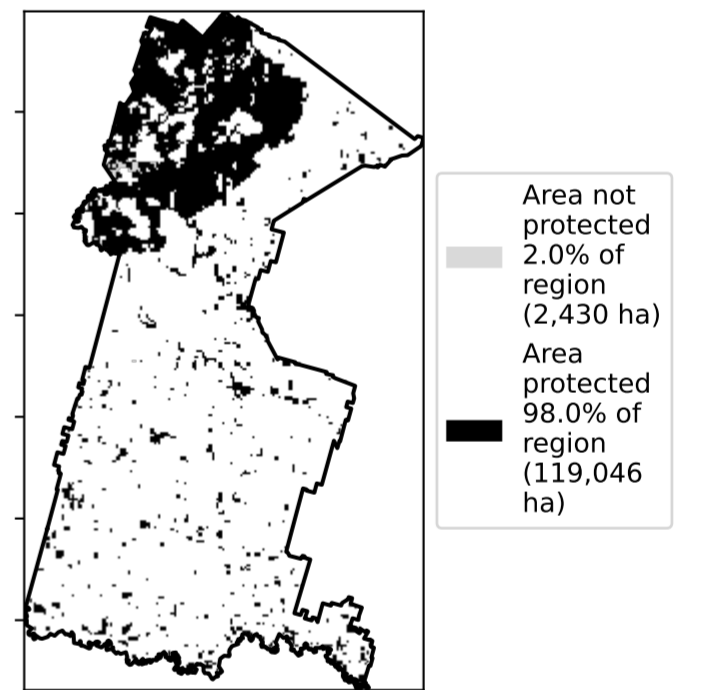 Area not
protected
2.0% of
region
(2,430 ha)
Area
protected
98.0% of
region
(119,046
ha)